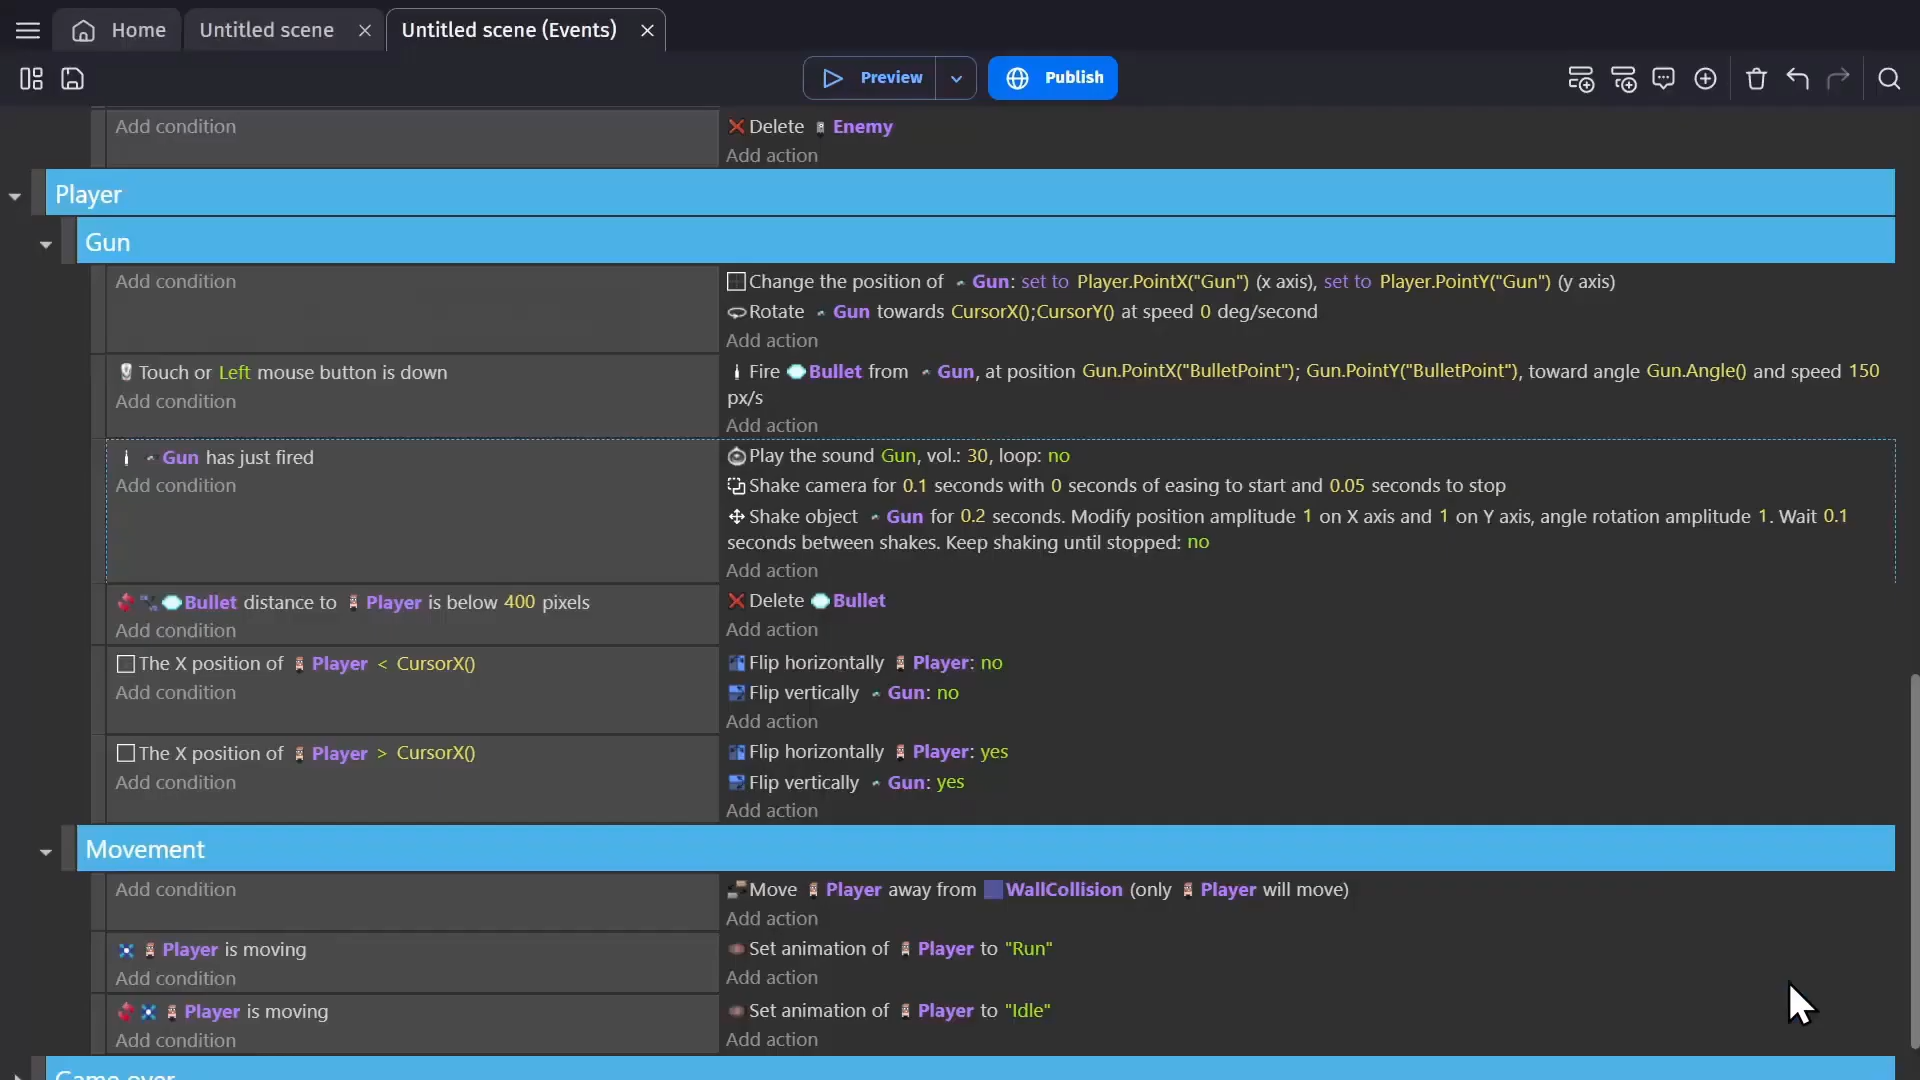 Home
Untitled scene
Untitled scene (Events)
Preview
Publish
Add condition
Delete Enemy
Add action
Player
Gun
Add condition
Change the position of Gun: set to Player.PointX("Gun") (x axis), set to Player.PointY("Gun") (y axis)
Rotate Gun towards CursorX();CursorY() at speed 0 deg/second
Add action
Touch or Left mouse button is down
Add condition
Fire Bullet from Gun, at position Gun.PointX("BulletPoint"); Gun.PointY("BulletPoint"), toward angle Gun.Angle() and speed 150
px/s
Add action
Gun has just fired
Add condition
Play the sound Gun, vol.: 30, loop: no
Shake camera for 0.1 seconds with 0 seconds of easing to start and 0.05 seconds to stop
Shake object Gun for 0.2 seconds. Modify position amplitude 1 on X axis and 1 on Y axis, angle rotation amplitude 1. Wait 0.1
seconds between shakes. Keep shaking until stopped: no
Add action
Bullet distance to Player is below 400 pixels
Add condition
Delete Bullet
Add action
The X position of Player < CursorX()
Add condition
Flip horizontally Player: no
Flip vertically Gun: no
Add action
The X position of Player > CursorX()
Add condition
Flip horizontally Player: yes
Flip vertically Gun: yes
Add action
Movement
Add condition
Move Player away from WallCollision (only Player will move)
Add action
Player is moving
Add condition
Set animation of Player to "Run"
Add action
Player is moving
Add condition
Set animation of Player to "Idle"
Add action
Game over